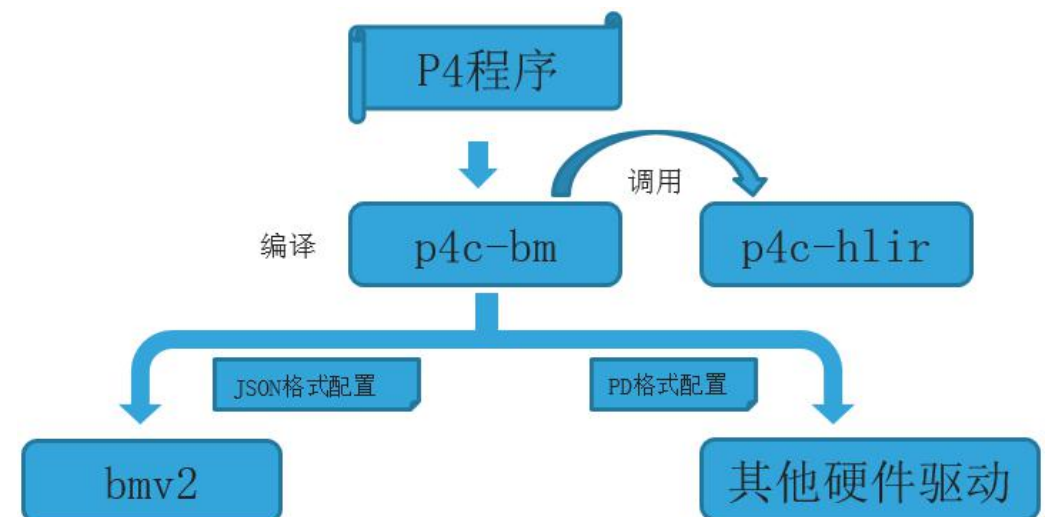 P4程序
调用
编译
p4c-bm
p4c-hlir
JSON格式配置
PD格式配置
bmv2
其他硬件驱动